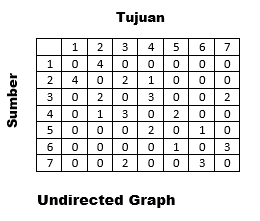 Tujuan
Sumber
1 2 3 4 5 6 7
1 0 4 0 0 0 0 0
2 4 0 2 1 0 0 0
3 0 2 0 3 0 0 2
4 0 1 3 0 2 0 0
5 0 0 0 2 0 1 0
6 0 0 0 0 1 0 3
7 0 0 2 0 0 3 0
Undirected Graph